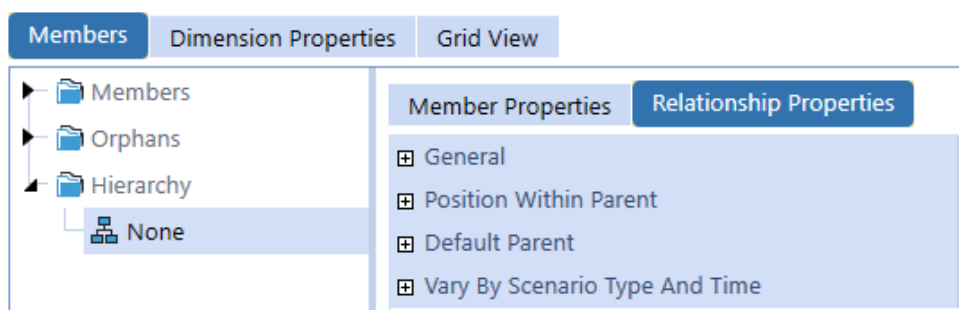 Members Dimension Properties Grid View
Members
Orphans
Hierarchy
None
Member Properties Relationship Properties
General
Position Within Parent
Default Parent
Vary By Scenario Type And Time